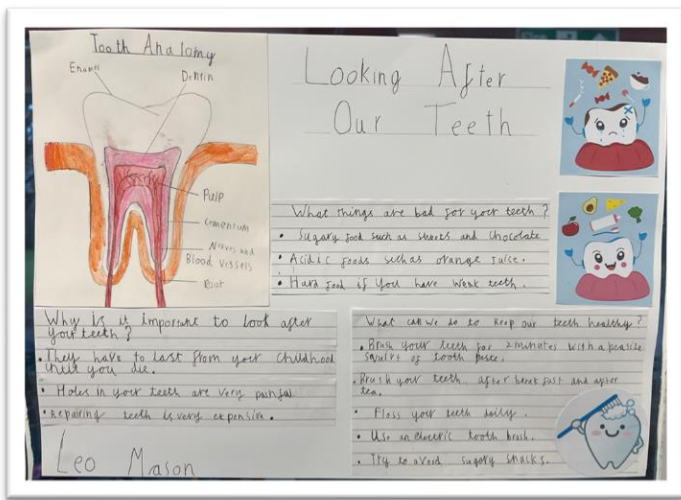 Tooth Anatomy
Enamel
Dentin
Pulp
Cementum
Nerves and
Blood vessels
Root
Looking After
Our Teeth
What things are bad for your teeth?
• Sugary food such as sweets and chocolate
• Acidic foods such as orange juice.
• Hard food if you have weak teeth.
Why is it important to look after
your teeth?
• They have to last from your childhood
until you die.
• Holes in your teeth are very painful
• Repairing teeth is very expensive.
Leo Mason
What can we do to keep our teeth healthy?
• Brush your teeth for 2 minutes with a
squirt of tooth paste.
• Brush your teeth after breakfast and after
tea.
• Floss your teeth daily.
• Use an electric tooth brush.
• Try to avoid sugary snacks.